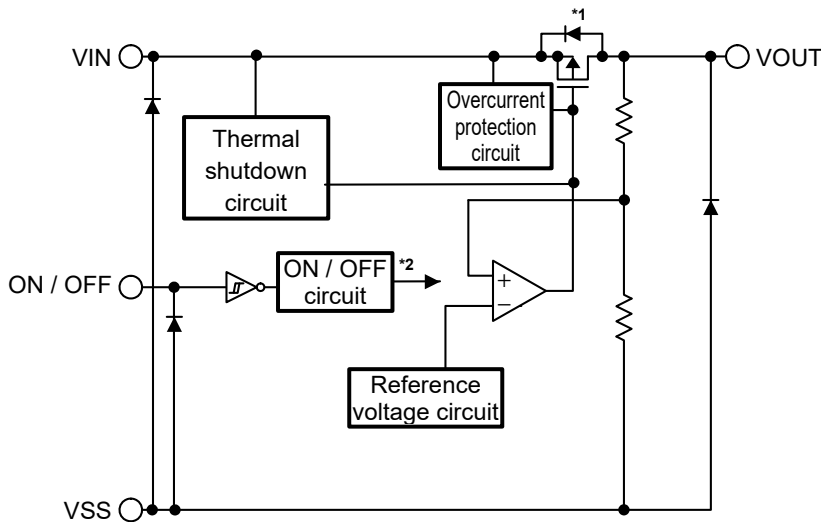 *1
VIN
VOUT
Overcurrent
protection
circuit
Thermal
shutdown
circuit
ON / OFF
ON / OFF
circuit
*2
+
−
Reference
voltage circuit
VSS